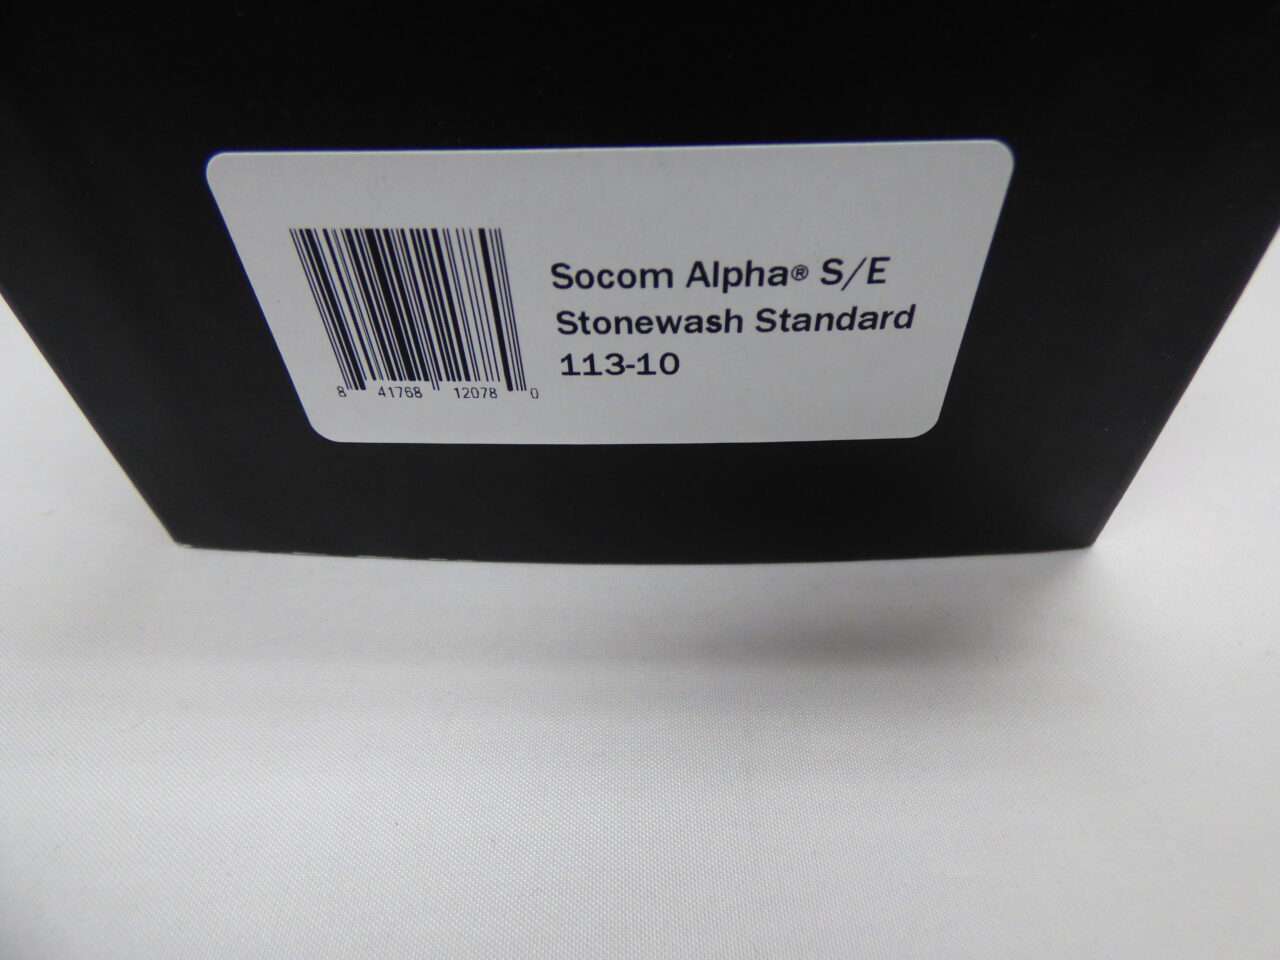 Socom Alpha® S/E
Stonewash Standard
113-10
8 41768 12078 0